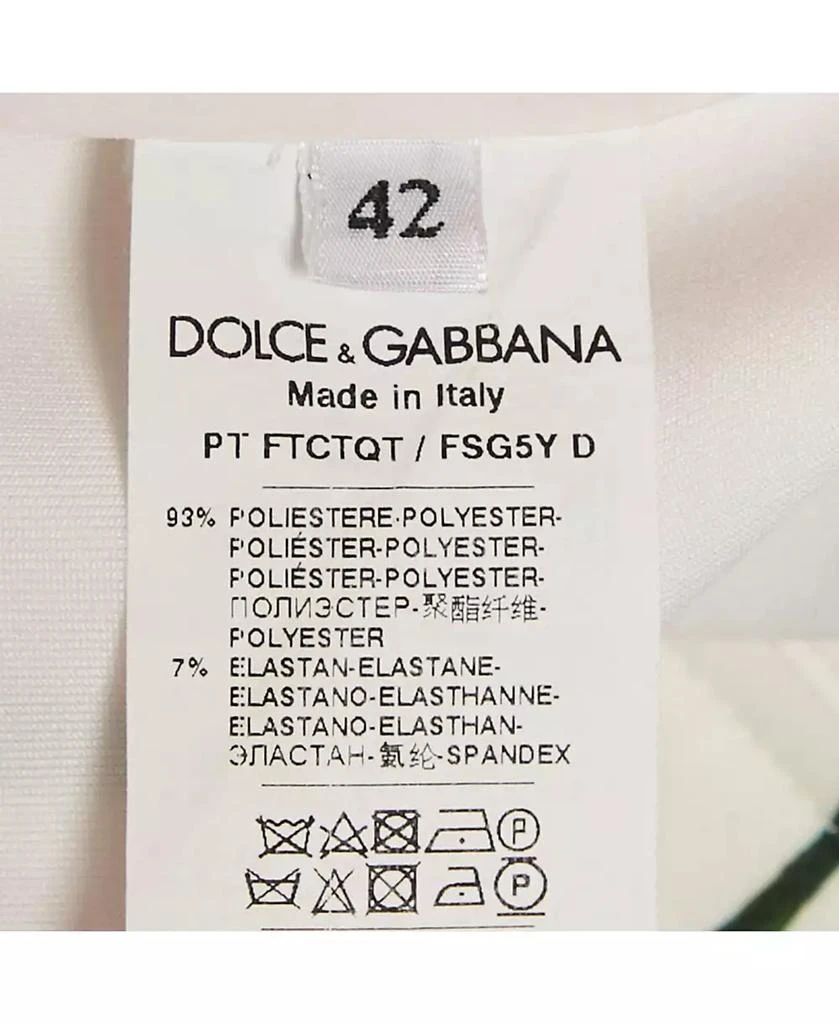 42
DOLCE & GABBANA
Made in Italy
PT FTCTQT / FSG5Y D
93% POLIESTERE-POLYESTER-
POLIÉSTER-POLYESTER-
POLIÉSTER-POLYESTER-
ПОЛИЭСТЕР-聚酯纤维-
POLYESTER
7% ELASTAN-ELASTANE-
ELASTANO-ELASTHANNE-
ELASTANO-ELASTHAN-
ЭЛАСТАН-氨纶-SPANDEX
P
P